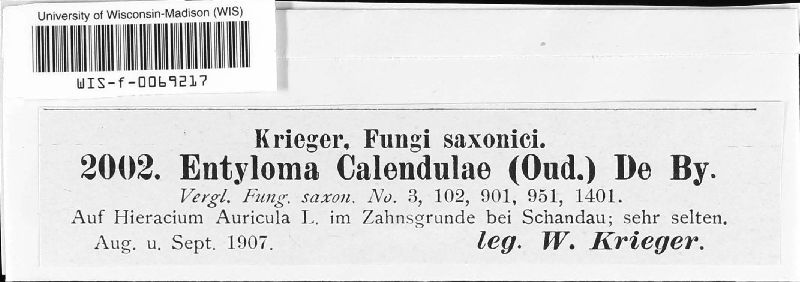 University of Wisconsin-Madison (WIS)
WIS-f-0069217
Krieger, Fungi saxonici.
2002. Entyloma Calendulae (Oud.) De By.
Vergl. Fung. saxon. No. 3, 102, 901, 951, 1401.
Auf Hieracium Auricula L. im Zahnsgrunde bei Schandau; sehr selten.
Aug. u. Sept. 1907. leg. W. Krieger.